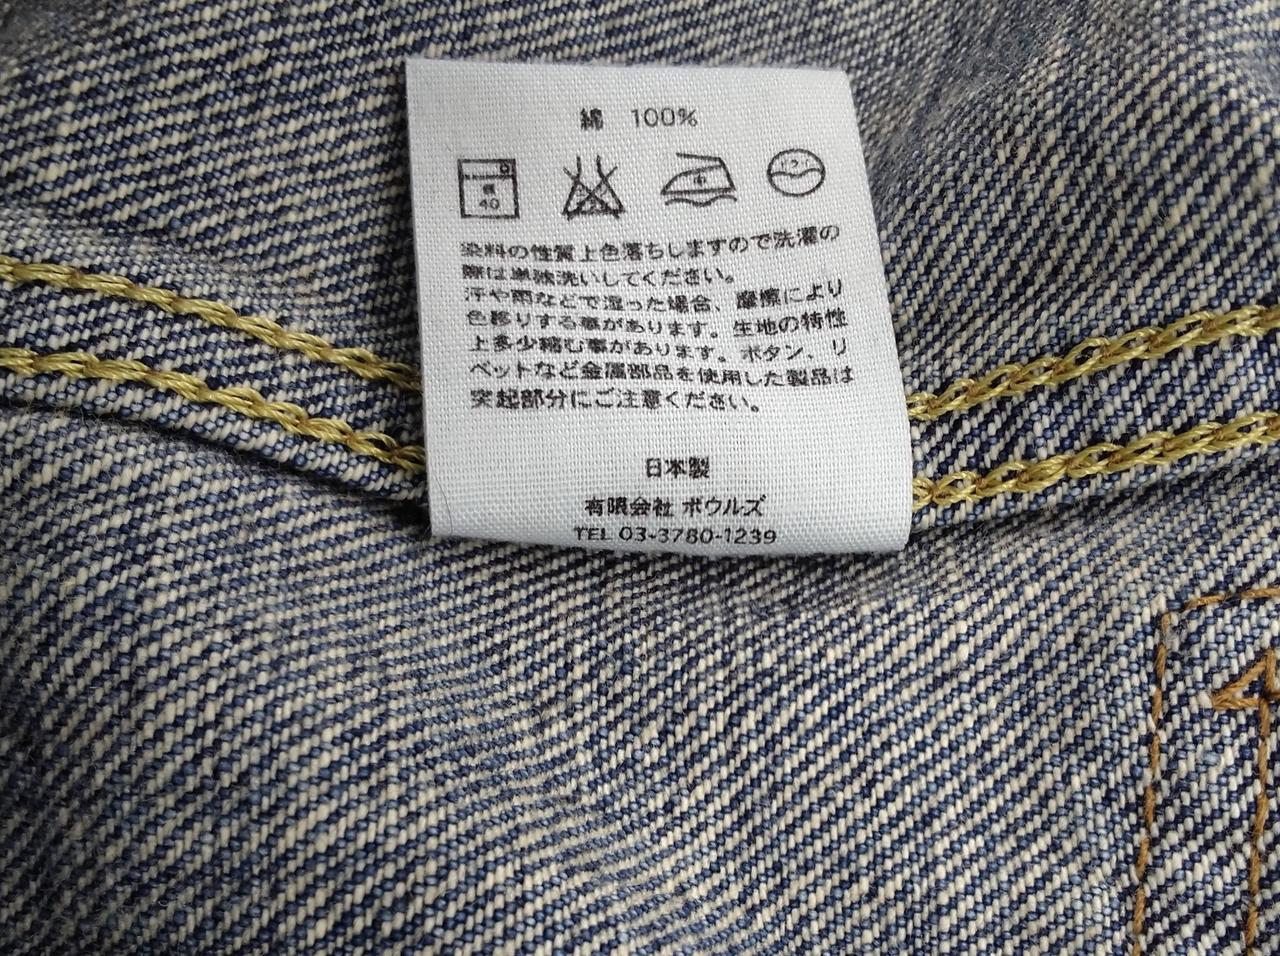 綿 100%
弱
40
染料の性質上色落ちしますので洗濯の
際は単独洗いしてください。
汗や雨などで湿った場合、摩擦により
色移りする事があります。生地の特性
上多少縮む事があります。ボタン、リ
ベットなど金属部品を使用した製品は
突起部分にご注意ください。
日本製
有限会社 ボウルズ
TEL 03-3780-1239